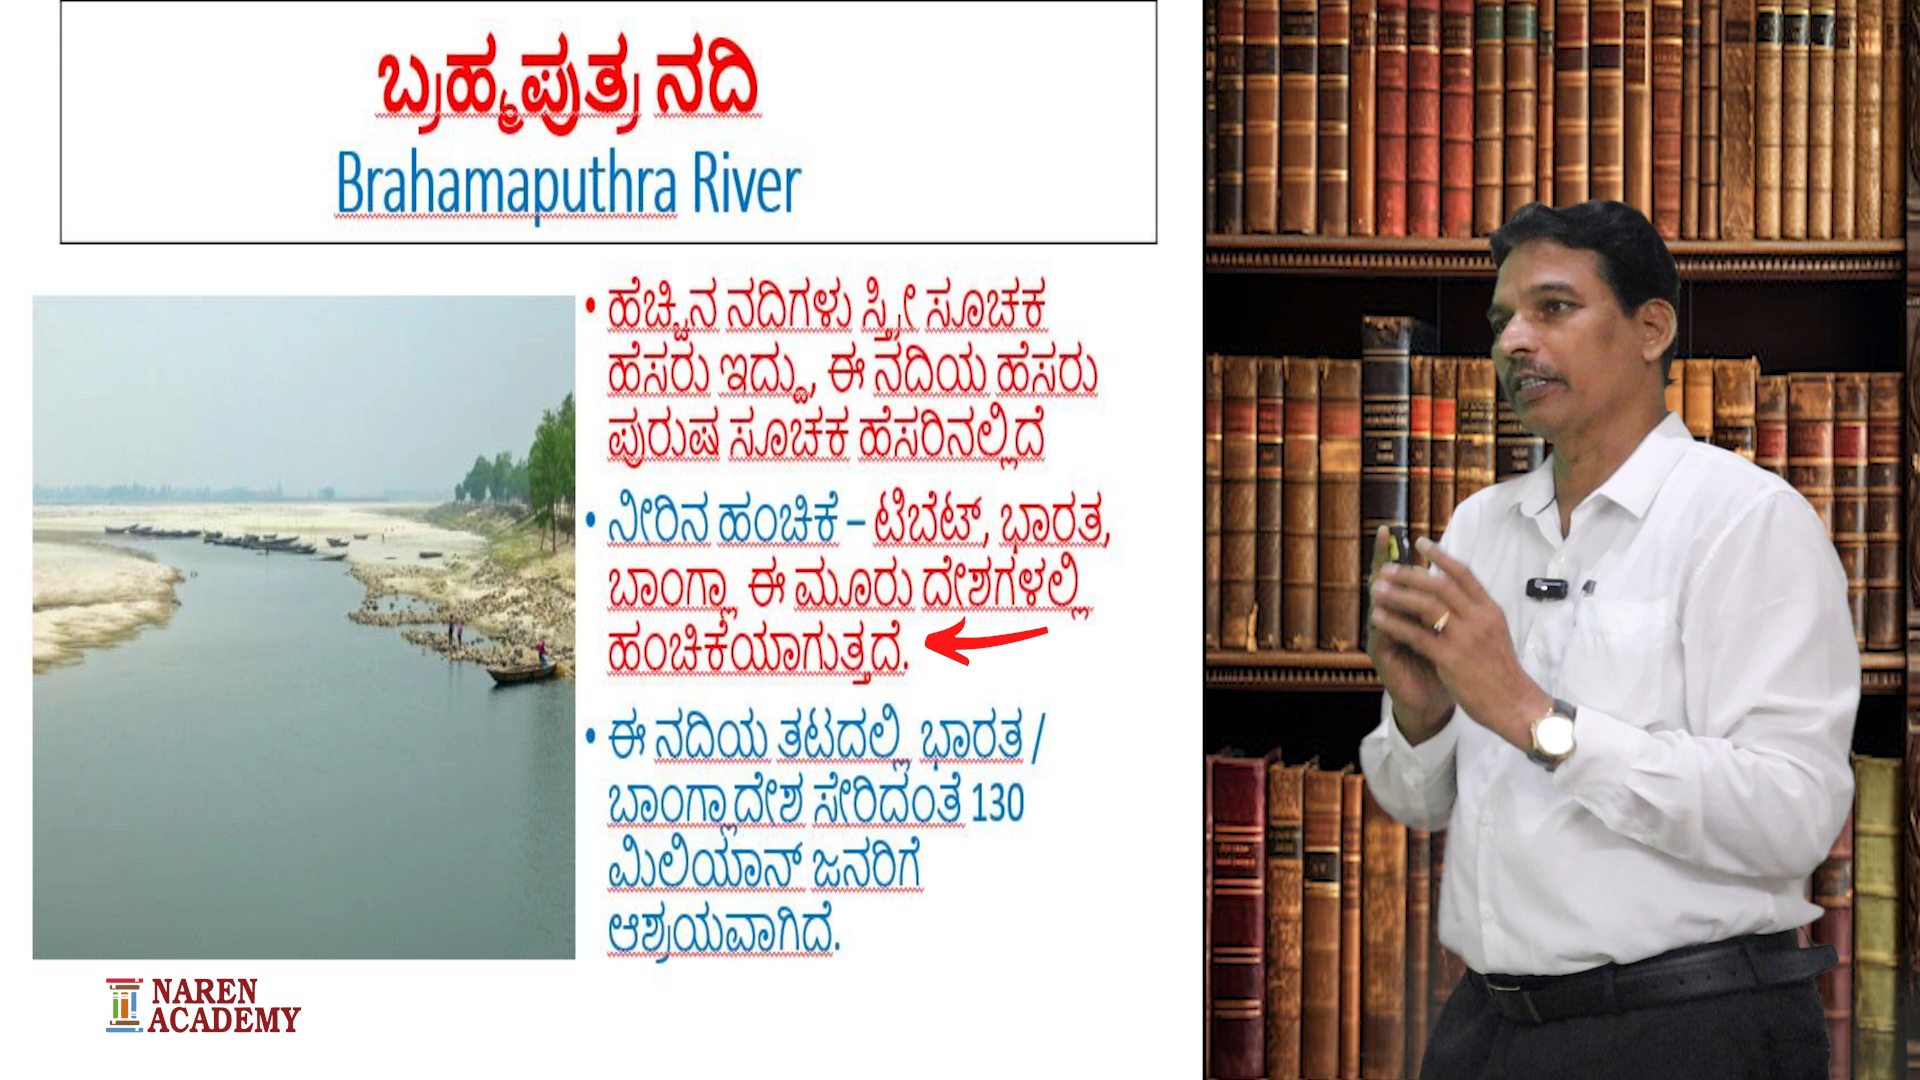 ಬ್ರಹ್ಮಪುತ್ರ ನದಿ
Brahamaputhra River
• ಹೆಚ್ಚಿನ ನದಿಗಳು ಸ್ತ್ರೀ ಸೂಚಕ
ಹೆಸರು ಇದ್ದು, ಈ ನದಿಯ ಹೆಸರು
ಪುರುಷ ಸೂಚಕ ಹೆಸರಿನಲ್ಲಿದೆ
• ನೀರಿನ ಹಂಚಿಕೆ – ಟಿಬೆಟ್, ಭಾರತ,
ಬಾಂಗ್ಲಾ, ಈ ಮೂರು ದೇಶಗಳಲ್ಲಿ
ಹಂಚಿಕೆಯಾಗುತ್ತದೆ.
• ಈ ನದಿಯ ತಟದಲ್ಲಿ ಭಾರತ /
ಬಾಂಗ್ಲಾದೇಶ ಸೇರಿದಂತೆ 130
ಮಿಲಿಯಾನ್ ಜನರಿಗೆ
ಆಶ್ರಯವಾಗಿದೆ.
NAREN
ACADEMY